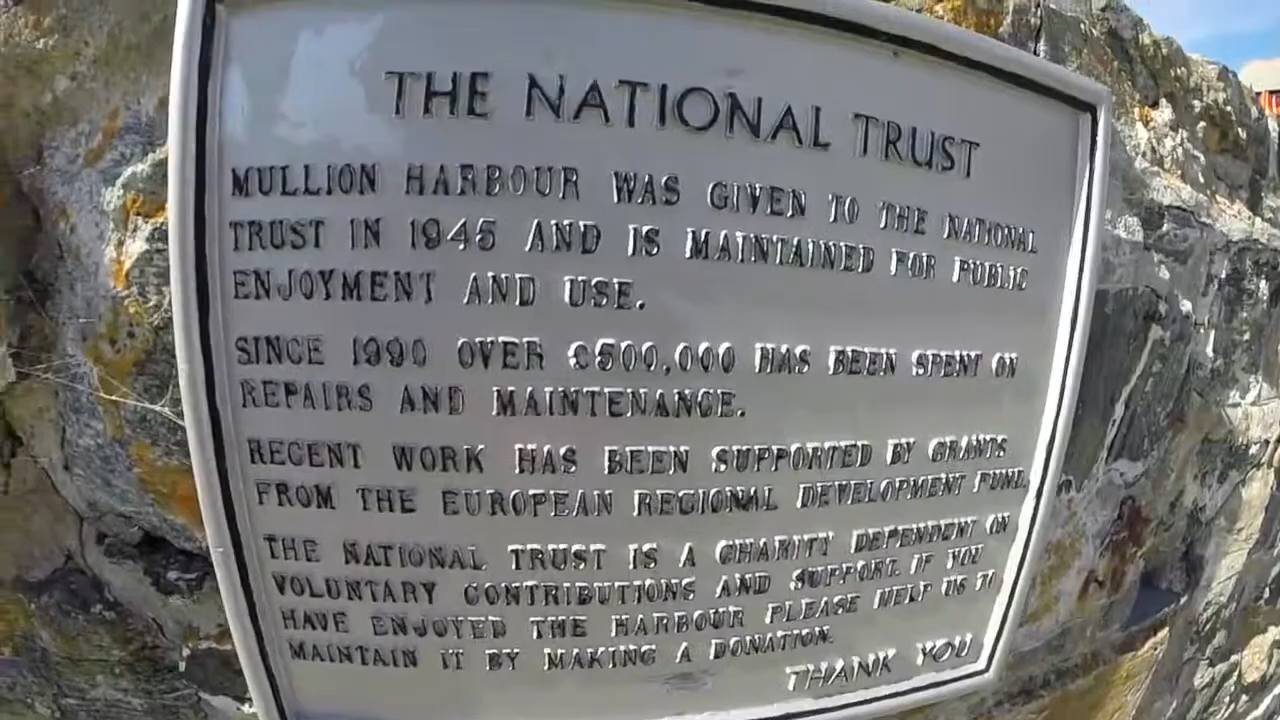 THE NATIONAL TRUST
MULLION HARBOUR WAS GIVEN TO THE NATIONAL
TRUST IN 1945 AND IS MAINTAINED FOR PUBLIC
ENJOYMENT AND USE.
SINCE 1990 OVER £500,000 HAS BEEN SPENT ON
REPAIRS AND MAINTENANCE.
RECENT WORK HAS BEEN SUPPORTED BY GRANTS
FROM THE EUROPEAN REGIONAL DEVELOPMENT FUND.
THE NATIONAL TRUST IS A CHARITY DEPENDENT ON
VOLUNTARY CONTRIBUTIONS AND SUPPORT. IF YOU
HAVE ENJOYED THE HARBOUR PLEASE HELP US TO
MAINTAIN IT BY MAKING A DONATION.
THANK YOU